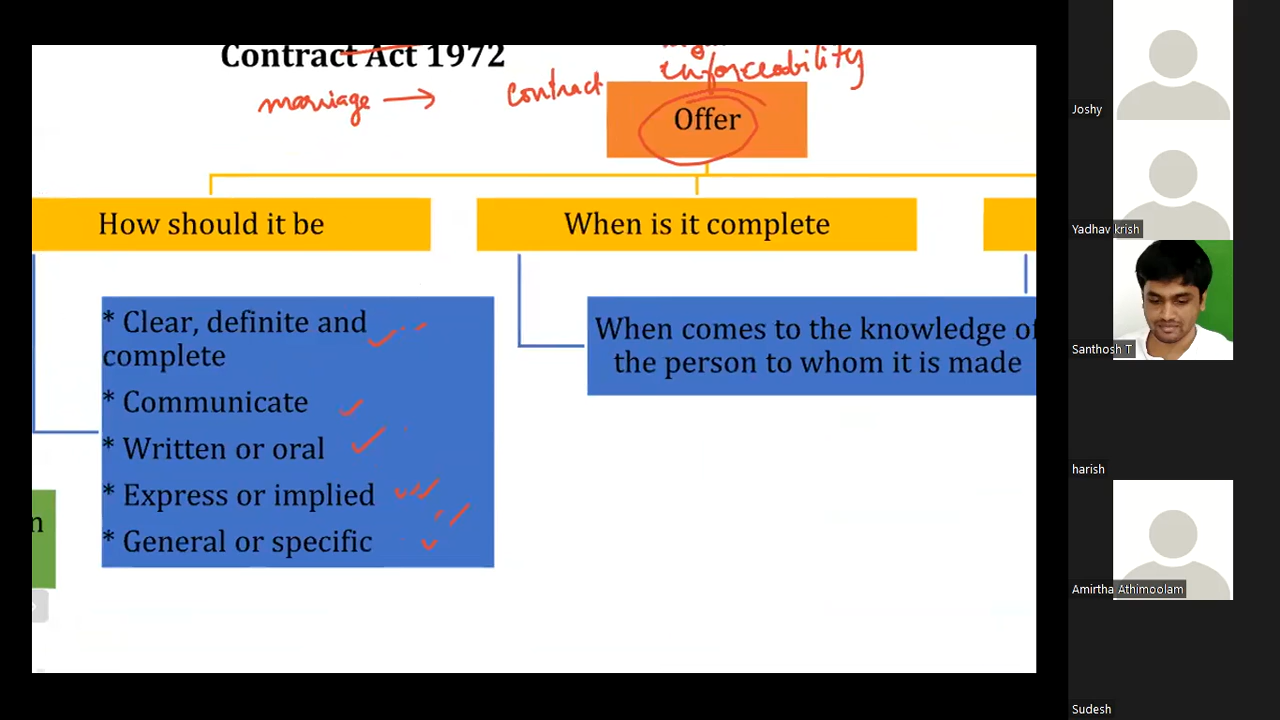 Contract Act 1972
enforceability
marriage → contract
Offer
How should it be
When is it complete
* Clear, definite and
complete
* Communicate
* Written or oral
* Express or implied
* General or specific
When comes to the knowledge of
the person to whom it is made
n
Joshy
Yadhav krish
Santhosh T
harish
Amirtha Athimoolam
Sudesh